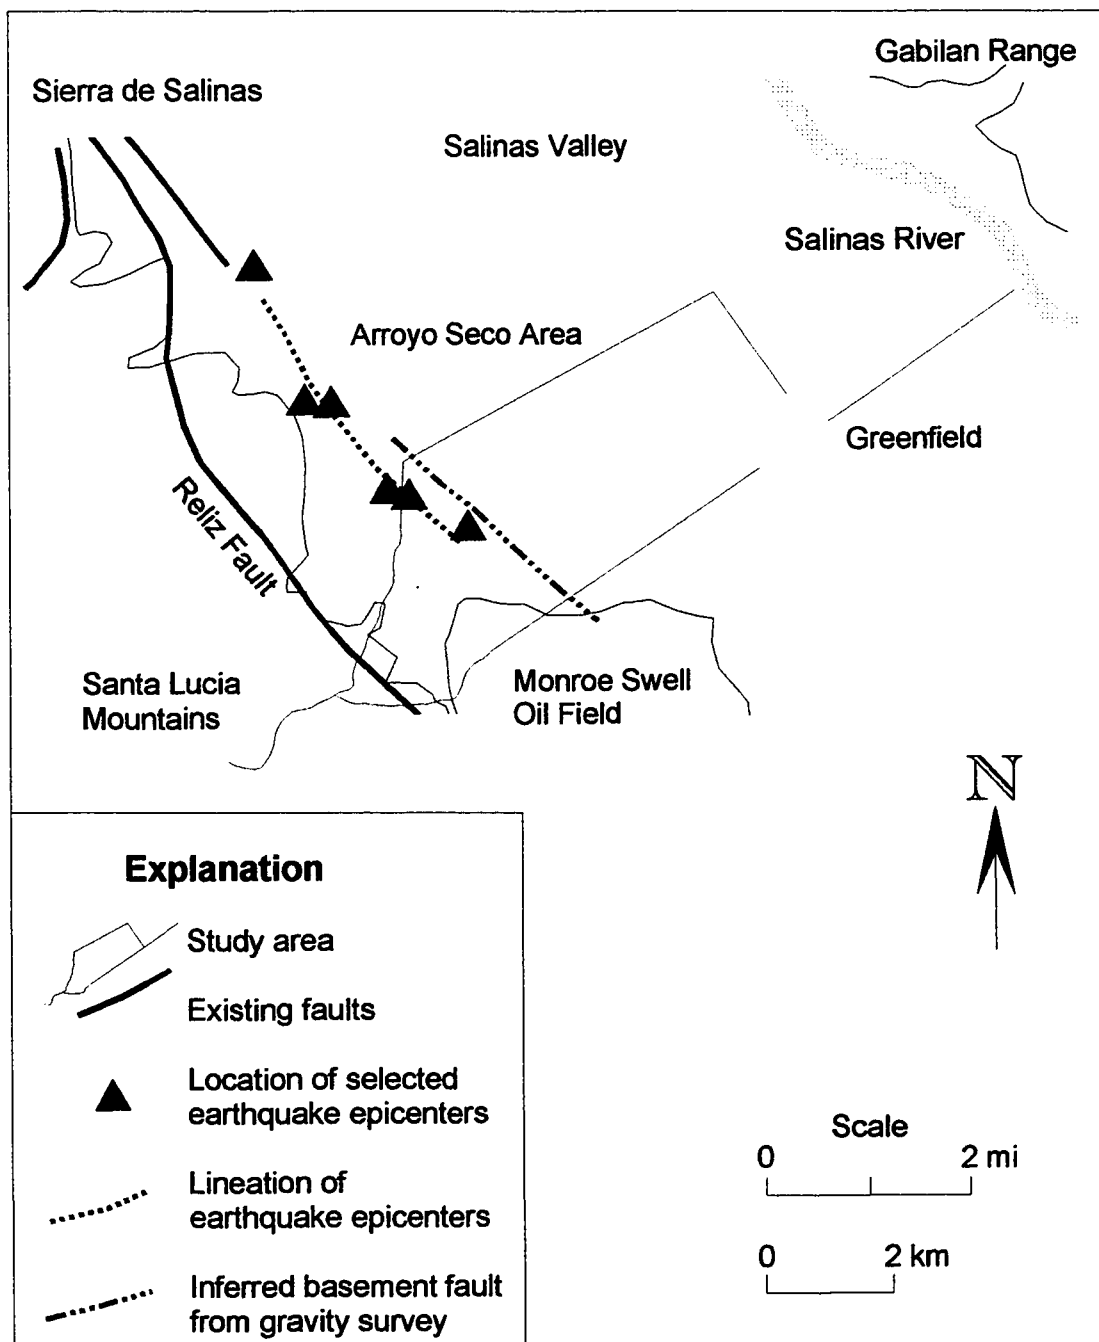 Gabilan Range
Sierra de Salinas
Salinas Valley
Salinas River
Arroyo Seco Area
Greenfield
Reliz Fault
Santa Lucia
Mountains
Monroe Swell
Oil Field
N
Explanation
Study area
Existing faults
Location of selected
earthquake epicenters
Lineation of
earthquake epicenters
Inferred basement fault
from gravity survey
Scale
0 2 mi
0 2 km